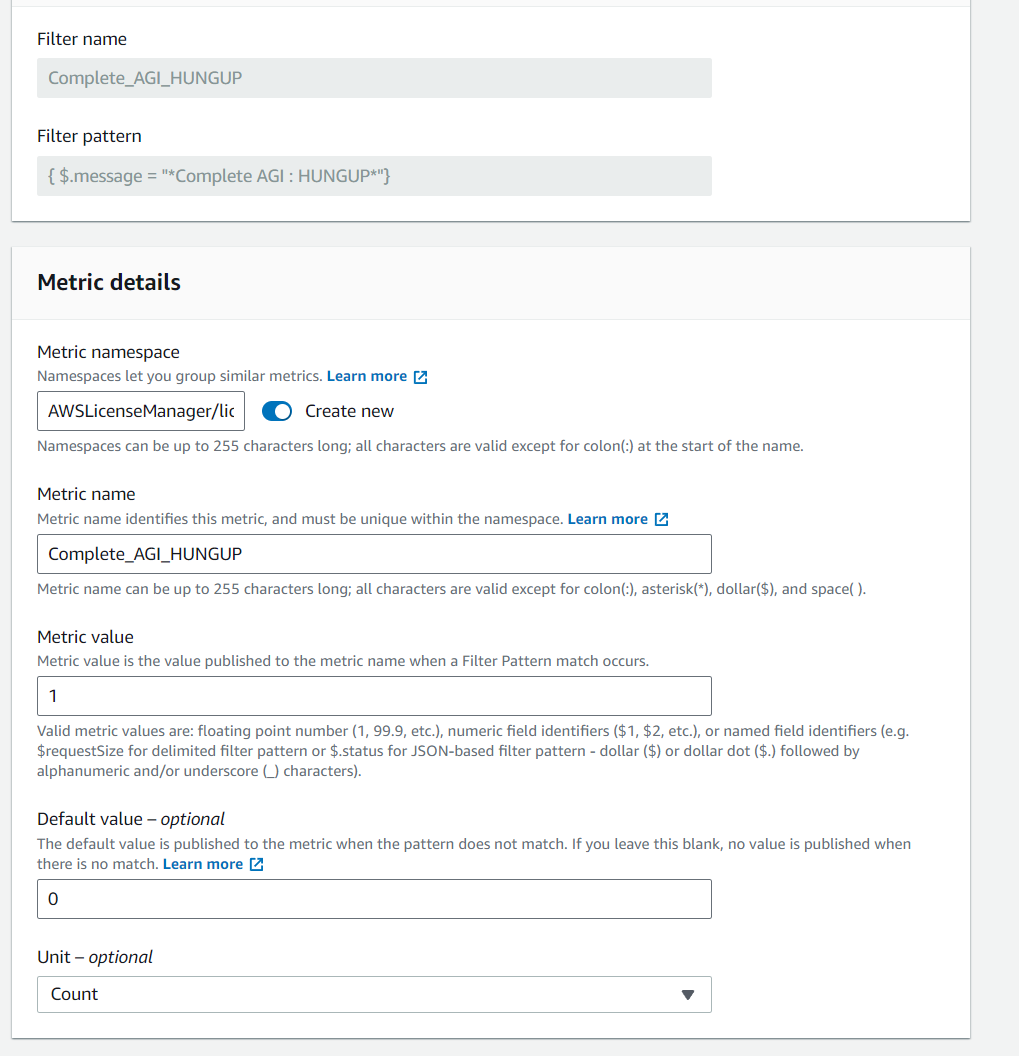 Filter name
Complete_AGI_HUNGUP
Filter pattern
{ $.message = "*Complete AGI : HUNGUP*"}
Metric details
Metric namespace
Namespaces let you group similar metrics. Learn more
AWSLicenseManager/lic Create new
Namespaces can be up to 255 characters long; all characters are valid except for colon(:) at the start of the name.
Metric name
Metric name identifies this metric, and must be unique within the namespace. Learn more
Complete_AGI_HUNGUP
Metric name can be up to 255 characters long; all characters are valid except for colon(:), asterisk(*), dollar($), and space( ).
Metric value
Metric value is the value published to the metric name when a Filter Pattern match occurs.
1
Valid metric values are: floating point number (1, 99.9, etc.), numeric field identifiers ($1, $2, etc.), or named field identifiers (e.g.
$requestSize for delimited filter pattern or $.status for JSON-based filter pattern - dollar ($) or dollar dot ($.) followed by
alphanumeric and/or underscore (_) characters).
Default value – optional
The default value is published to the metric when the pattern does not match. If you leave this blank, no value is published when
there is no match. Learn more
0
Unit – optional
Count